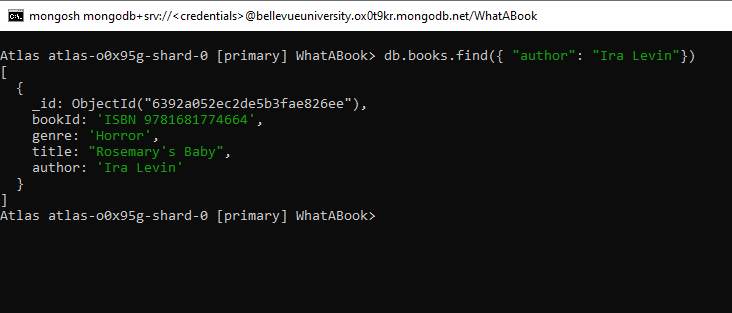 mongosh mongodb+srv://<credentials>@bellevueuniversity.ox0t9kr.mongodb.net/WhatABook
Atlas atlas-o0x95g-shard-0 [primary] WhatABook> db.books.find({ "author": "Ira Levin"})
[
  {
    _id: ObjectId("6392a052ec2de5b3fae826ee"),
    bookId: 'ISBN 9781681774664',
    genre: 'Horror',
    title: "Rosemary's Baby",
    author: 'Ira Levin'
  }
]
Atlas atlas-o0x95g-shard-0 [primary] WhatABook>